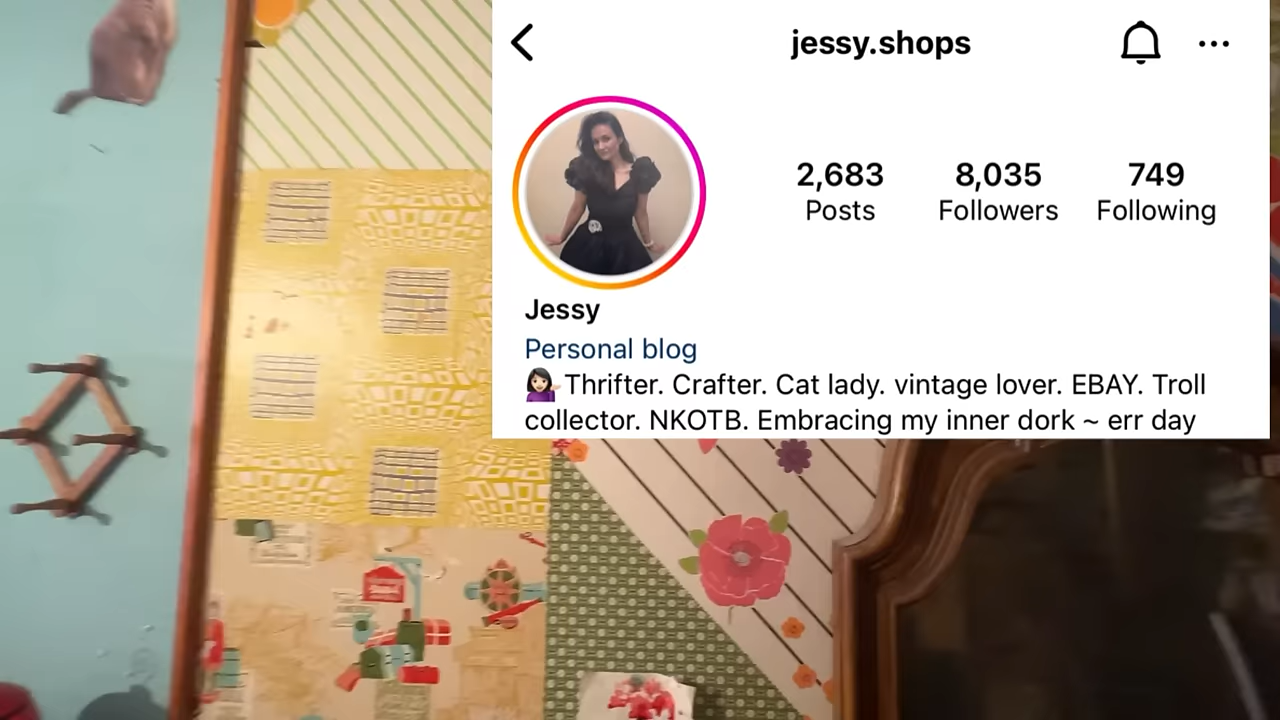 jessy.shops
2,683 8,035 749
Posts Followers Following
Jessy
Personal blog
Thrifter. Crafter. Cat lady. vintage lover. EBAY. Troll
collector. NKOTB. Embracing my inner dork ~ err day